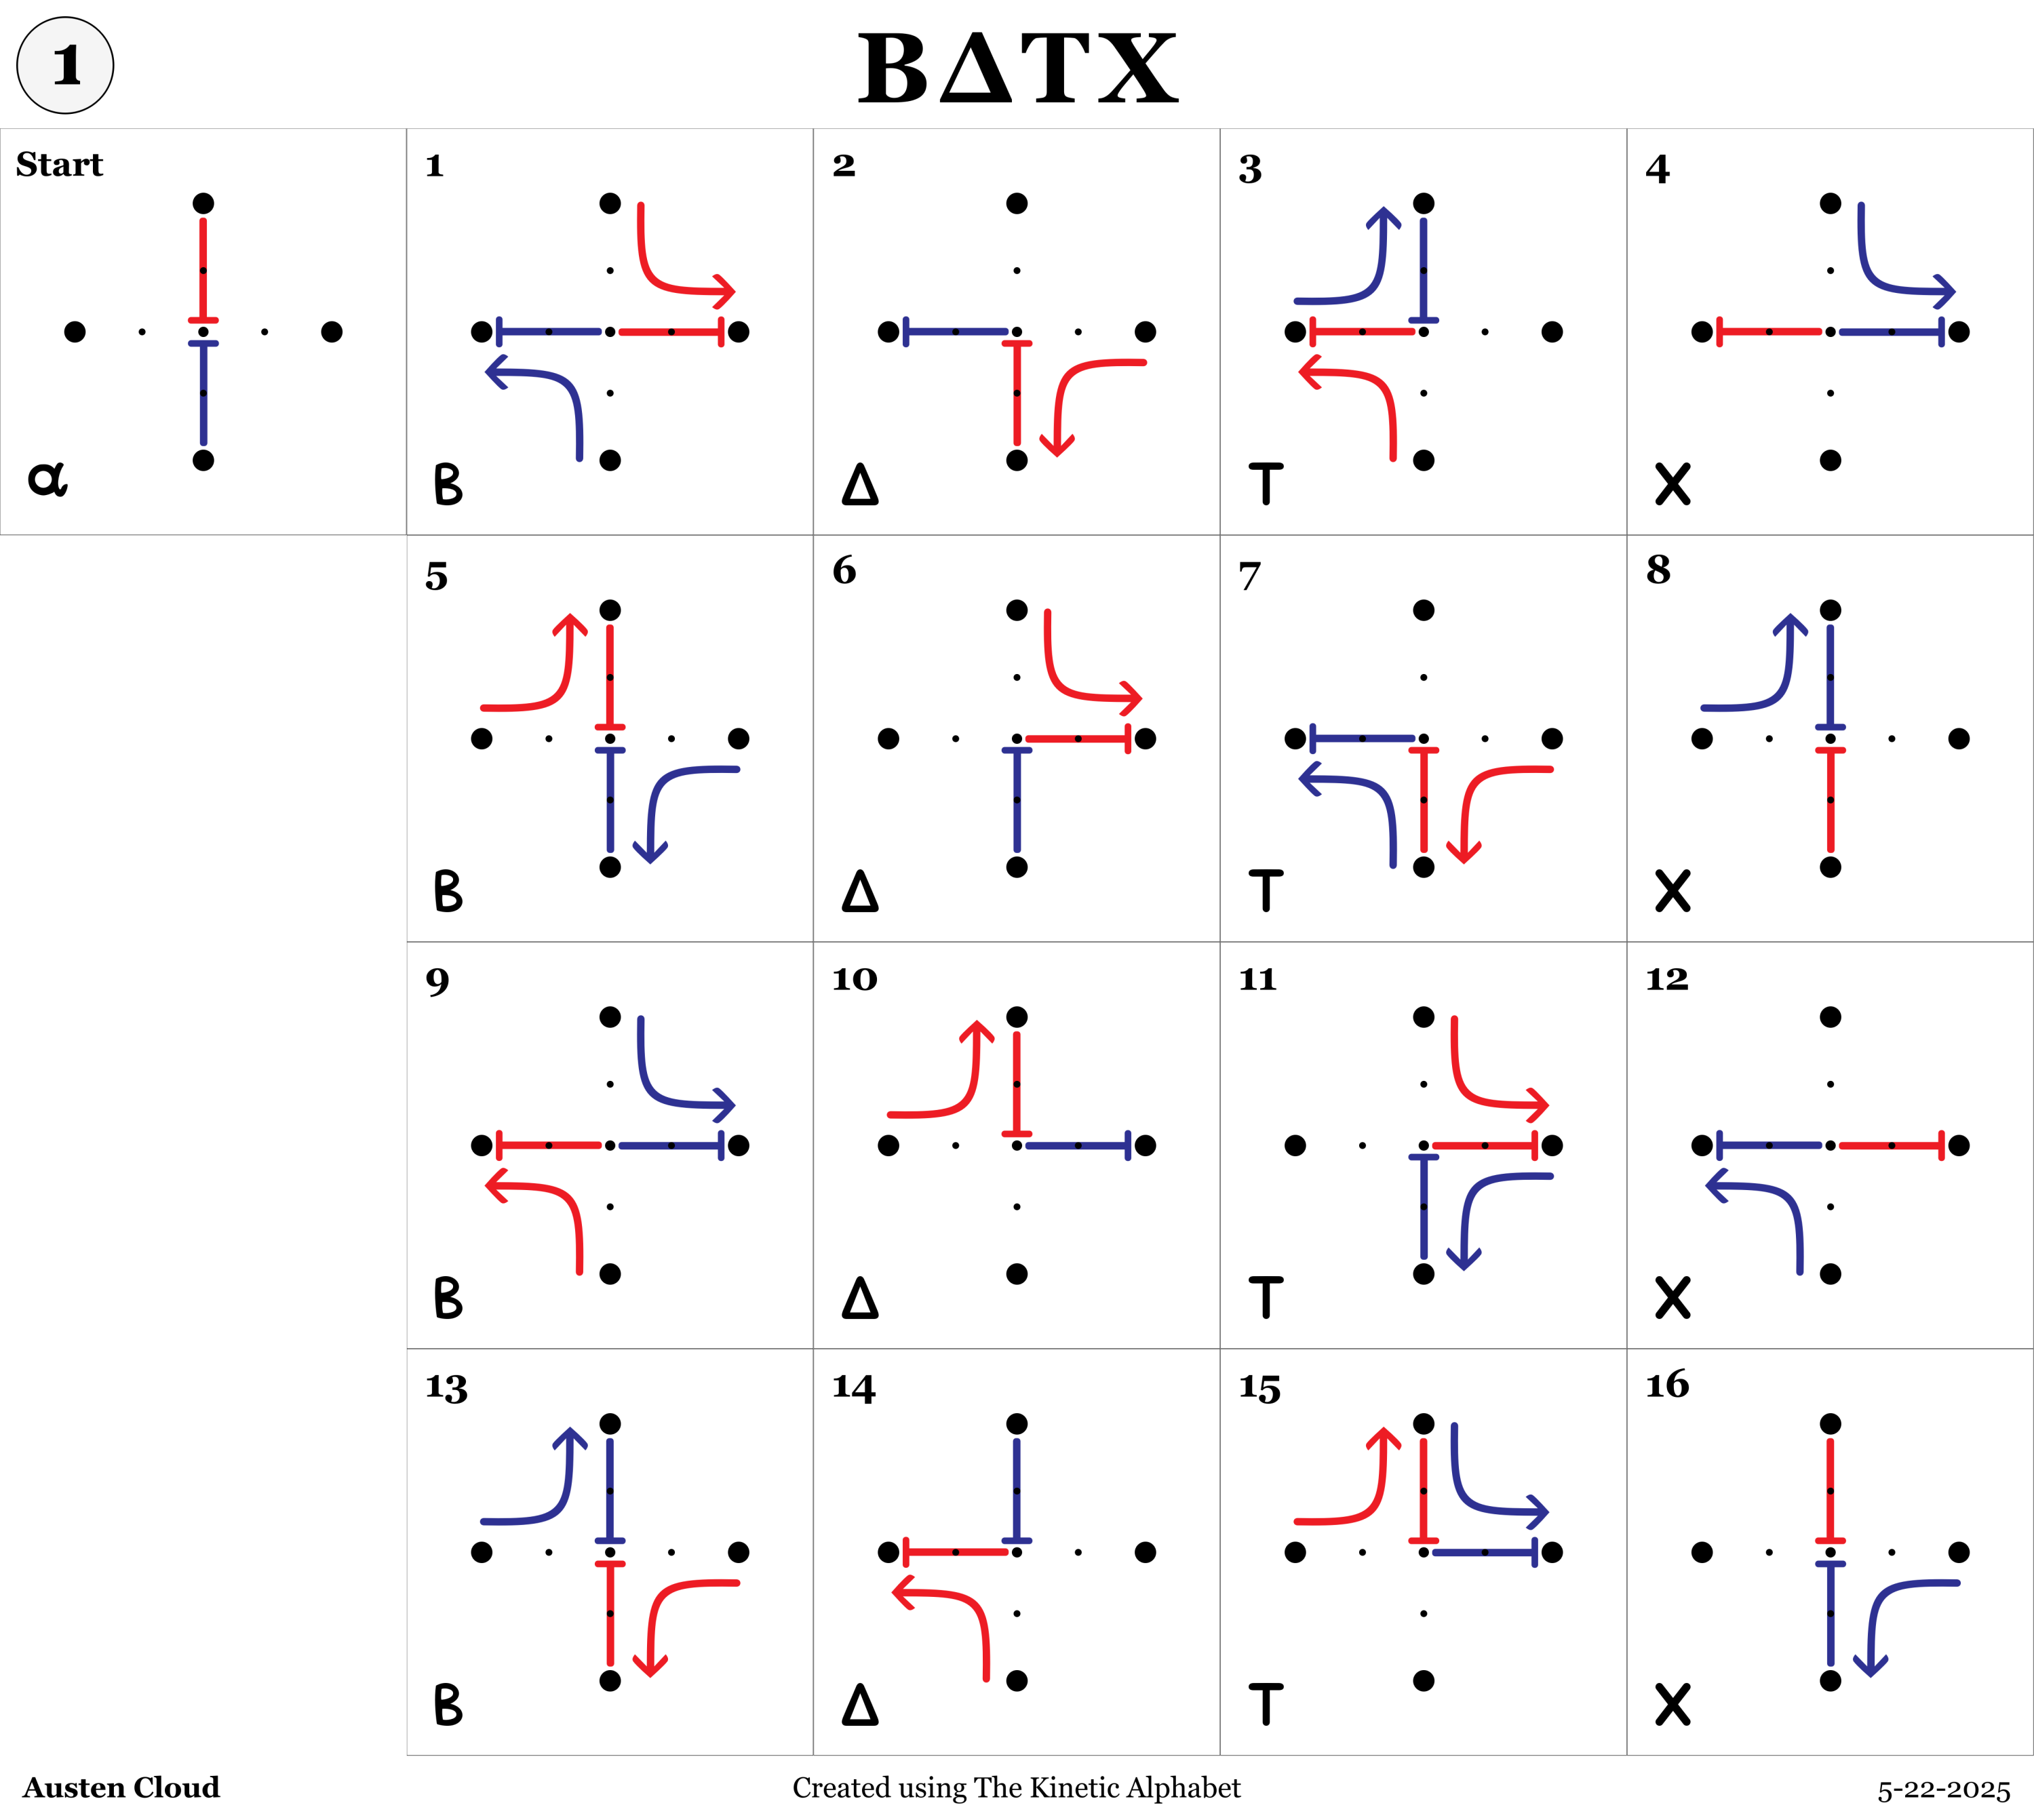 1
BΔTX
Start
1
2
3
4
α
B
Δ
T
X
5
6
7
8
B
Δ
T
X
9
10
11
12
B
Δ
T
X
13
14
15
16
B
Δ
T
X
Austen Cloud
Created using The Kinetic Alphabet
5-22-2025